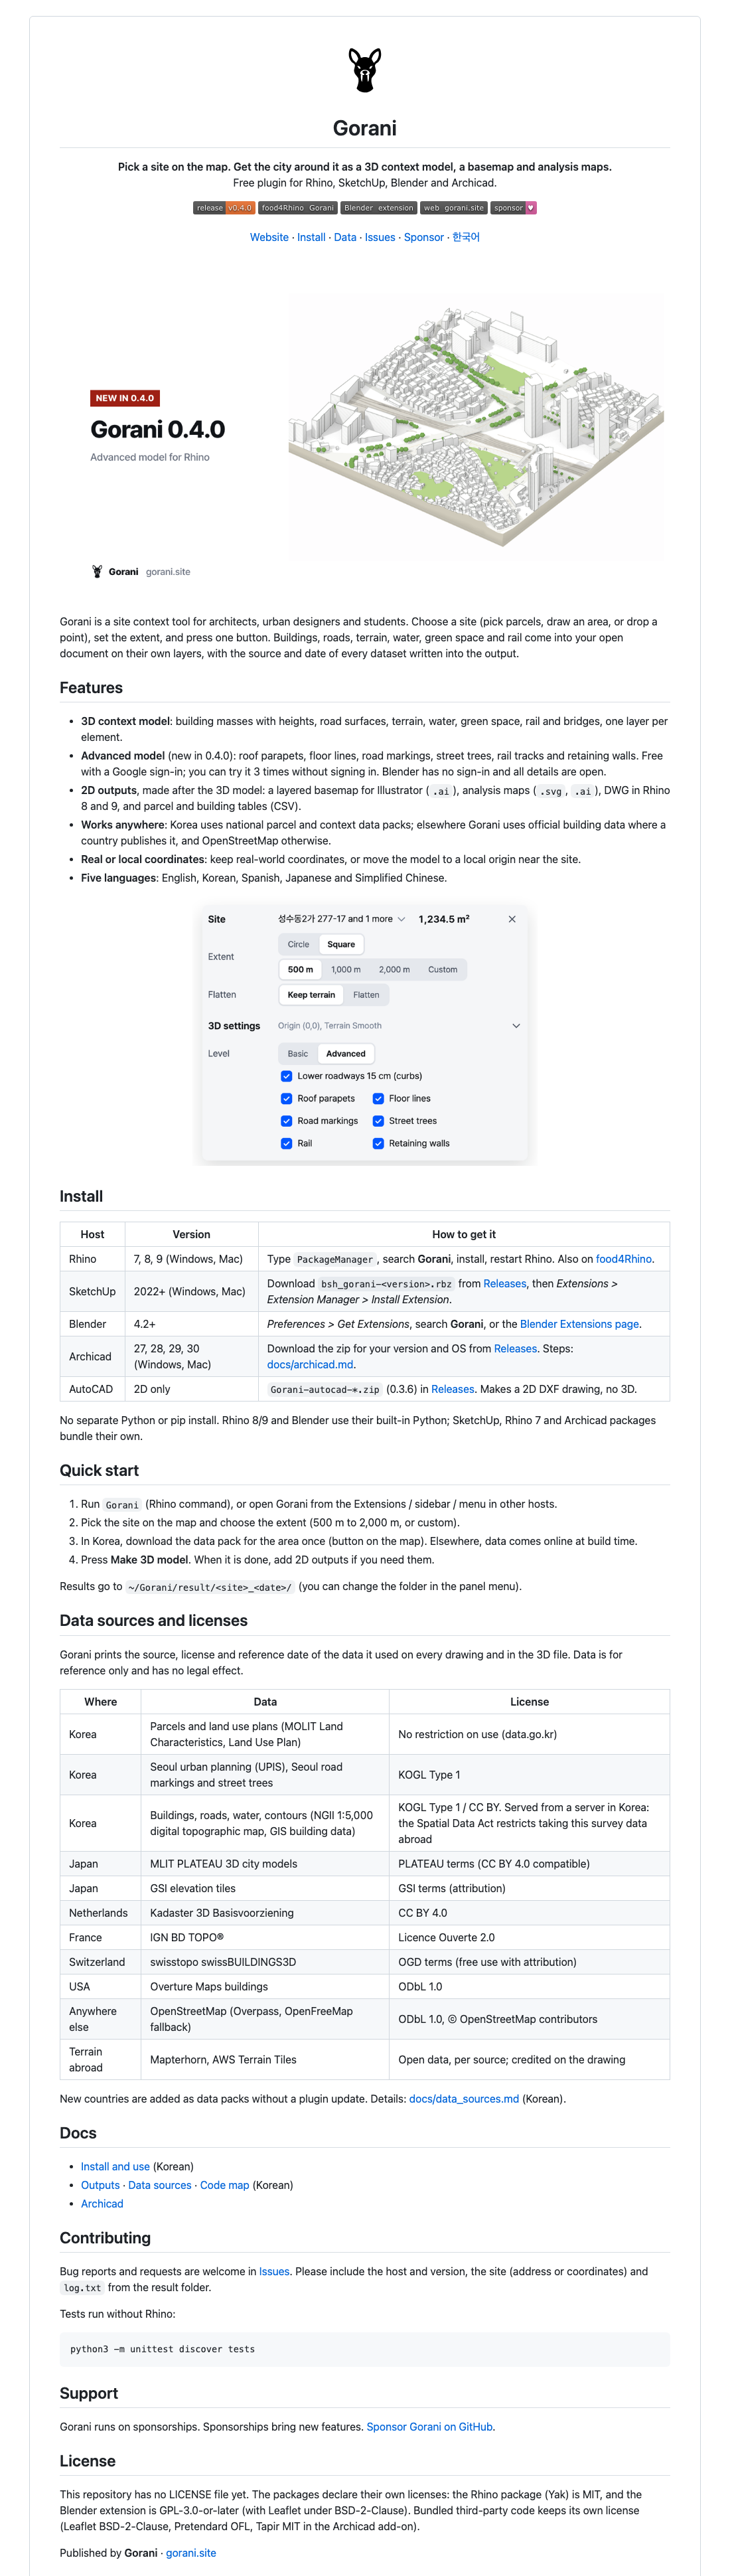 Gorani
Pick a site on the map. Get the city around it as a 3D context model, a basemap and analysis maps.
Free plugin for Rhino, SketchUp, Blender and Archicad.
release v0.4.0 food4Rhino Gorani Blender extension web gorani.site sponsor ♥
Website · Install · Data · Issues · Sponsor · 한국어
NEW IN 0.4.0
Gorani 0.4.0
Advanced model for Rhino
Gorani gorani.site
Gorani is a site context tool for architects, urban designers and students. Choose a site (pick parcels, draw an area, or drop a
point), set the extent, and press one button. Buildings, roads, terrain, water, green space and rail come into your open
document on their own layers, with the source and date of every dataset written into the output.
Features
• 3D context model: building masses with heights, road surfaces, terrain, water, green space, rail and bridges, one layer per
element.
• Advanced model (new in 0.4.0): roof parapets, floor lines, road markings, street trees, rail tracks and retaining walls. Free
with a Google sign-in; you can try it 3 times without signing in. Blender has no sign-in and all details are open.
• 2D outputs, made after the 3D model: a layered basemap for Illustrator ( .ai ), analysis maps ( .svg , .ai ), DWG in Rhino
8 and 9, and parcel and building tables (CSV).
• Works anywhere: Korea uses national parcel and context data packs; elsewhere Gorani uses official building data where a
country publishes it, and OpenStreetMap otherwise.
• Real or local coordinates: keep real-world coordinates, or move the model to a local origin near the site.
• Five languages: English, Korean, Spanish, Japanese and Simplified Chinese.
Site 성수동2가 277-17 and 1 more 1,234.5 m²
Extent Circle Square
500 m 1,000 m 2,000 m Custom
Flatten Keep terrain Flatten
3D settings Origin (0,0), Terrain Smooth
Level Basic Advanced
Lower roadways 15 cm (curbs)
Roof parapets Floor lines
Road markings Street trees
Rail Retaining walls
Install
Host Version How to get it
Rhino 7, 8, 9 (Windows, Mac) Type PackageManager , search Gorani, install, restart Rhino. Also on food4Rhino.
SketchUp 2022+ (Windows, Mac) Download bsh_gorani-<version>.rbz from Releases, then Extensions >
Extension Manager > Install Extension.
Blender 4.2+ Preferences > Get Extensions, search Gorani, or the Blender Extensions page.
Archicad 27, 28, 29, 30
(Windows, Mac) Download the zip for your version and OS from Releases. Steps:
docs/archicad.md.
AutoCAD 2D only Gorani-autocad-*.zip (0.3.6) in Releases. Makes a 2D DXF drawing, no 3D.
No separate Python or pip install. Rhino 8/9 and Blender use their built-in Python; SketchUp, Rhino 7 and Archicad packages
bundle their own.
Quick start
1. Run Gorani (Rhino command), or open Gorani from the Extensions / sidebar / menu in other hosts.
2. Pick the site on the map and choose the extent (500 m to 2,000 m, or custom).
3. In Korea, download the data pack for the area once (button on the map). Elsewhere, data comes online at build time.
4. Press Make 3D model. When it is done, add 2D outputs if you need them.
Results go to ~/Gorani/result/<site>_<date>/ (you can change the folder in the panel menu).
Data sources and licenses
Gorani prints the source, license and reference date of the data it used on every drawing and in the 3D file. Data is for
reference only and has no legal effect.
Where Data License
Korea Parcels and land use plans (MOLIT Land
Characteristics, Land Use Plan) No restriction on use (data.go.kr)
Korea Seoul urban planning (UPIS), Seoul road
markings and street trees KOGL Type 1
Korea Buildings, roads, water, contours (NGII 1:5,000
digital topographic map, GIS building data) KOGL Type 1 / CC BY. Served from a server in Korea:
the Spatial Data Act restricts taking this survey data
abroad
Japan MLIT PLATEAU 3D city models PLATEAU terms (CC BY 4.0 compatible)
Japan GSI elevation tiles GSI terms (attribution)
Netherlands Kadaster 3D Basisvoorziening CC BY 4.0
France IGN BD TOPO® Licence Ouverte 2.0
Switzerland swisstopo swissBUILDINGS3D OGD terms (free use with attribution)
USA Overture Maps buildings ODbL 1.0
Anywhere
else OpenStreetMap (Overpass, OpenFreeMap
fallback) ODbL 1.0, © OpenStreetMap contributors
Terrain
abroad Mapterhorn, AWS Terrain Tiles Open data, per source; credited on the drawing
New countries are added as data packs without a plugin update. Details: docs/data_sources.md (Korean).
Docs
• Install and use (Korean)
• Outputs · Data sources · Code map (Korean)
• Archicad
Contributing
Bug reports and requests are welcome in Issues. Please include the host and version, the site (address or coordinates) and
log.txt from the result folder.
Tests run without Rhino:
python3 -m unittest discover tests
Support
Gorani runs on sponsorships. Sponsorships bring new features. Sponsor Gorani on GitHub.
License
This repository has no LICENSE file yet. The packages declare their own licenses: the Rhino package (Yak) is MIT, and the
Blender extension is GPL-3.0-or-later (with Leaflet under BSD-2-Clause). Bundled third-party code keeps its own license
(Leaflet BSD-2-Clause, Pretendard OFL, Tapir MIT in the Archicad add-on).
Published by Gorani · gorani.site